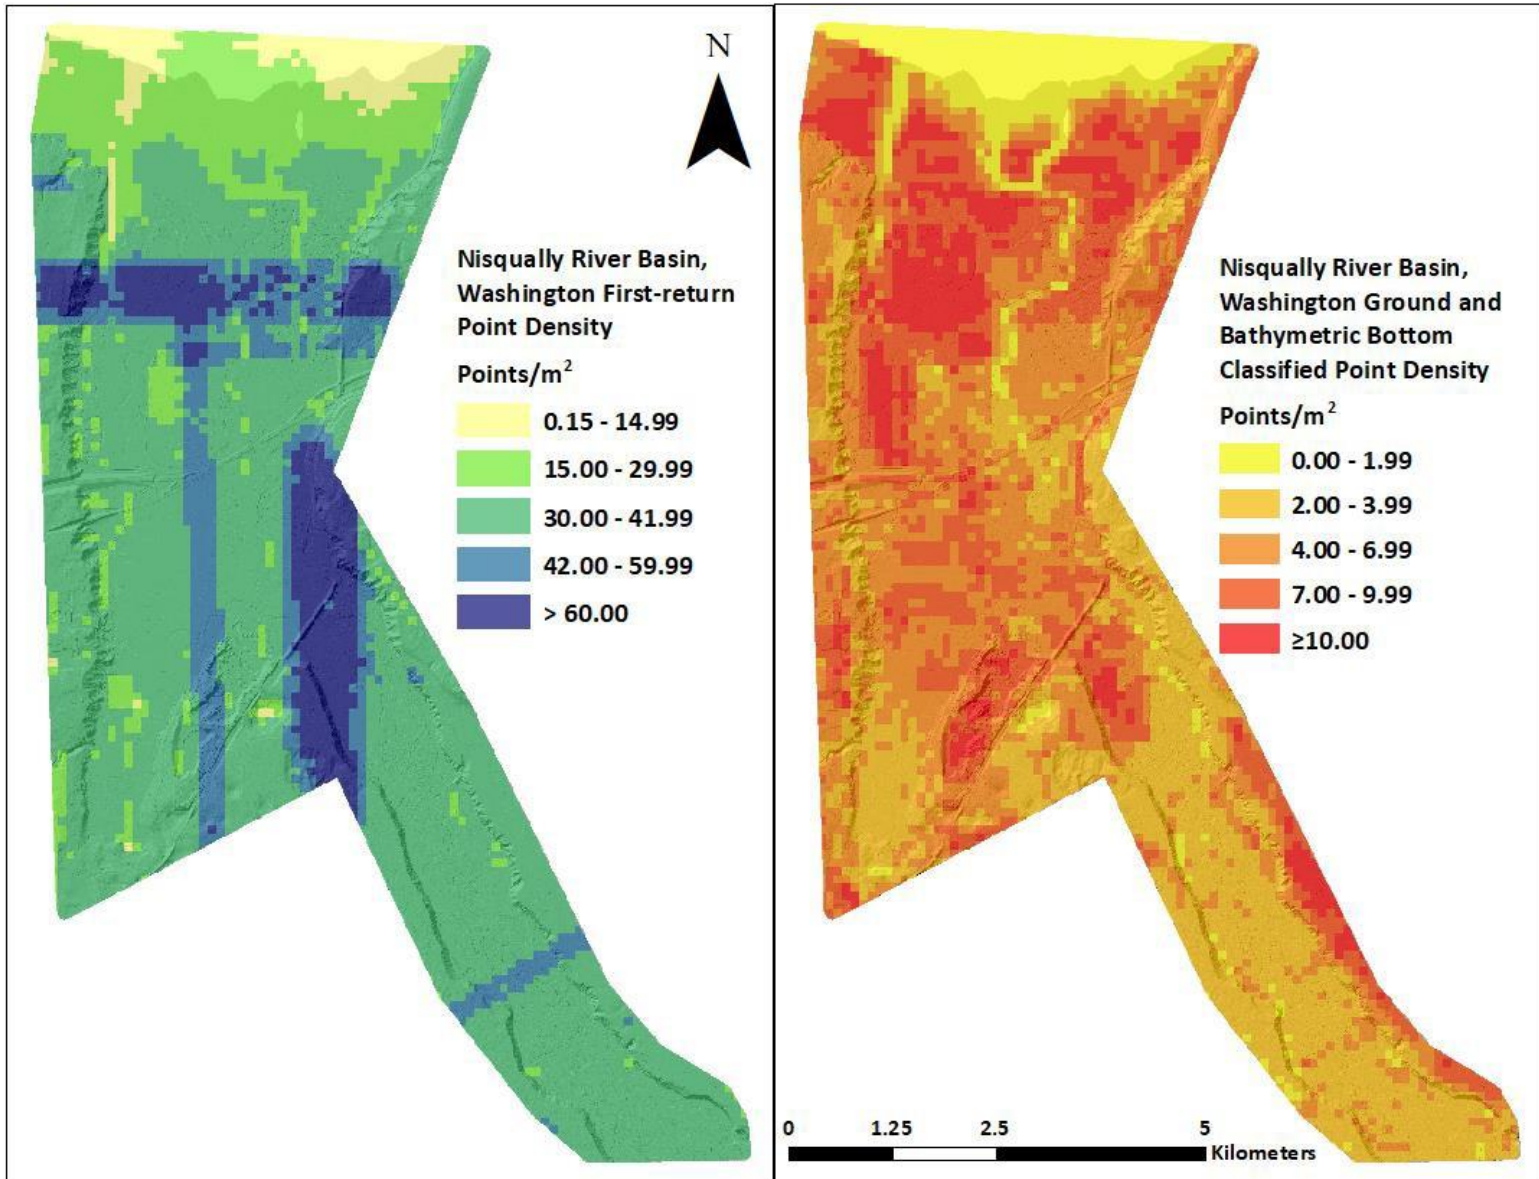 N
Nisqually River Basin,
Washington First-return
Point Density
Points/m²
0.15 - 14.99
15.00 - 29.99
30.00 - 41.99
42.00 - 59.99
> 60.00
Nisqually River Basin,
Washington Ground and
Bathymetric Bottom
Classified Point Density
Points/m²
0.00 - 1.99
2.00 - 3.99
4.00 - 6.99
7.00 - 9.99
≥10.00
0 1.25 2.5 5
Kilometers